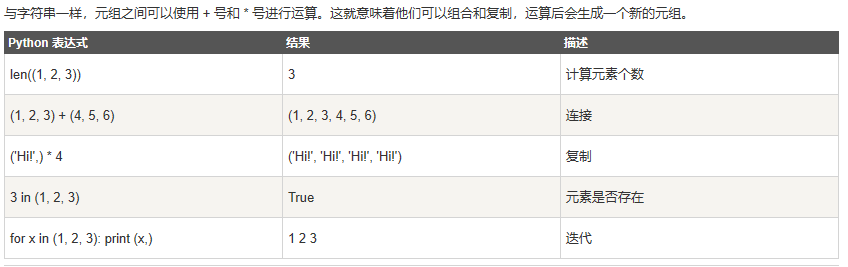 与字符串一样，元组之间可以使用 + 号和 * 号进行运算。这就意味着他们可以组合和复制，运算后会生成一个新的元组。
Python 表达式 结果 描述
len((1, 2, 3)) 3 计算元素个数
(1, 2, 3) + (4, 5, 6) (1, 2, 3, 4, 5, 6) 连接
('Hi!',) * 4 ('Hi!', 'Hi!', 'Hi!', 'Hi!') 复制
3 in (1, 2, 3) True 元素是否存在
for x in (1, 2, 3): print (x,) 1 2 3 迭代